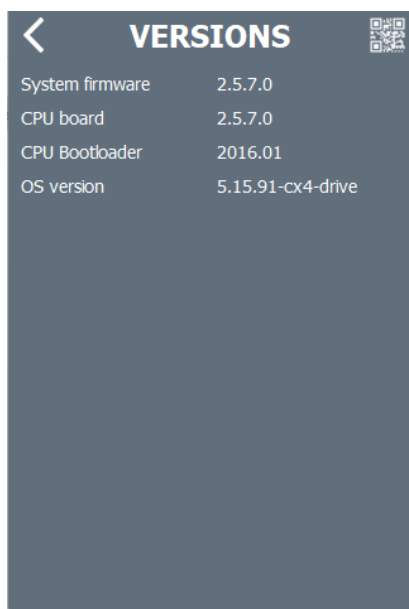 VERSIONS
System firmware 2.5.7.0
CPU board 2.5.7.0
CPU Bootloader 2016.01
OS version 5.15.91-cx4-drive